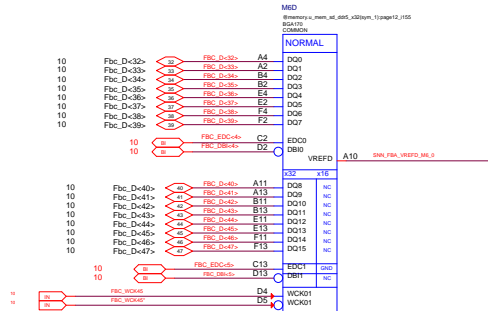 M6D
@memory.u_mem_sd_ddr5_x32(sym_1):page12_I155
BGA170
COMMON
NORMAL
10 Fbc_D<32> 32 FBC_D<32> A4 DQ0
10 Fbc_D<33> 33 FBC_D<33> A2 DQ1
10 Fbc_D<34> 34 FBC_D<34> B4 DQ2
10 Fbc_D<35> 35 FBC_D<35> B2 DQ3
10 Fbc_D<36> 36 FBC_D<36> E4 DQ4
10 Fbc_D<37> 37 FBC_D<37> E2 DQ5
10 Fbc_D<38> 38 FBC_D<38> F4 DQ6
10 Fbc_D<39> 39 FBC_D<39> F2 DQ7
10 BI FBC_EDC<4> C2 EDC0
10 BI FBC_DBI<4> D2 DBI0
VREFD A10 SNN_FBA_VREFD_M6_0
x32 x16
10 Fbc_D<40> 40 FBC_D<40> A11 DQ8 NC
10 Fbc_D<41> 41 FBC_D<41> A13 DQ9 NC
10 Fbc_D<42> 42 FBC_D<42> B11 DQ10 NC
10 Fbc_D<43> 43 FBC_D<43> B13 DQ11 NC
10 Fbc_D<44> 44 FBC_D<44> E11 DQ12 NC
10 Fbc_D<45> 45 FBC_D<45> E13 DQ13 NC
10 Fbc_D<46> 46 FBC_D<46> F11 DQ14 NC
10 Fbc_D<47> 47 FBC_D<47> F13 DQ15 NC
10 BI FBC_EDC<5> C13 EDC1 GND
10 BI FBC_DBI<5> D13 DBI1 NC
10 IN FBC_WCK45 D4 WCK01
10 IN FBC_WCK45* D5 WCK01